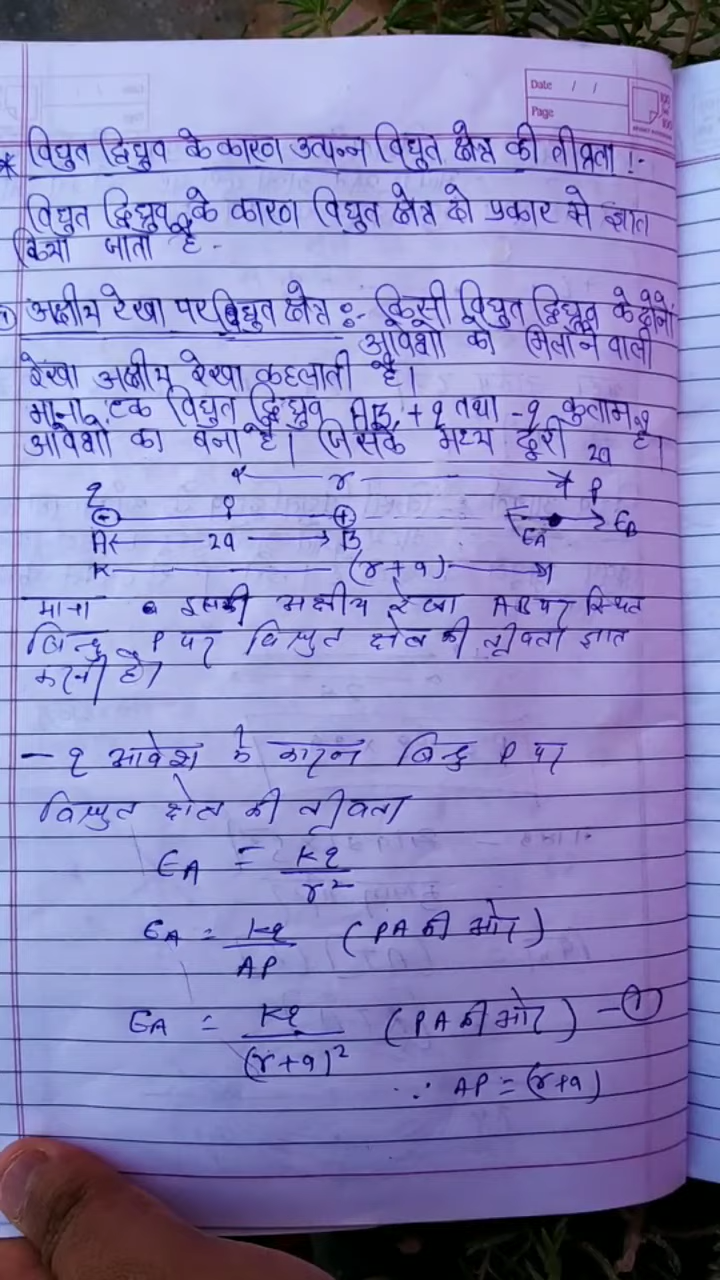 Date / /
Page
* विधुत द्विध्रुव के कारण उत्पन्न विधुत क्षेत्र की तीव्रता :-
विधुत द्विध्रुव के कारण विधुत क्षेत्र दो प्रकार से ज्ञात
किया जाता है -
① अक्षीय रेखा पर विधुत क्षेत्र :- किसी विधुत द्विध्रुव के दोनों
आवेशों को मिलाने वाली
रेखा अक्षीय रेखा कहलाती है।
माना एक विधुत द्विध्रुव AB, +q तथा -q कुलाम
आवेशों का बना है। जिसके मध्य दूरी 2a है।
r P
q
- + EA EB
A 2a B
(r+a)
माना इसकी अक्षीय रेखा AB पर स्थित
बिन्दु P पर विद्युत क्षेत्र की तीव्रता ज्ञात
करनी है।
-q आवेश के कारन बिन्दु P पर
विद्युत क्षेत्र की तीव्रता
EA = Kq/r²
EA = Kq/AP (PA की ओर)
EA = Kq/(r+a)² (PA की ओर) -①
∵ AP = (r+a)